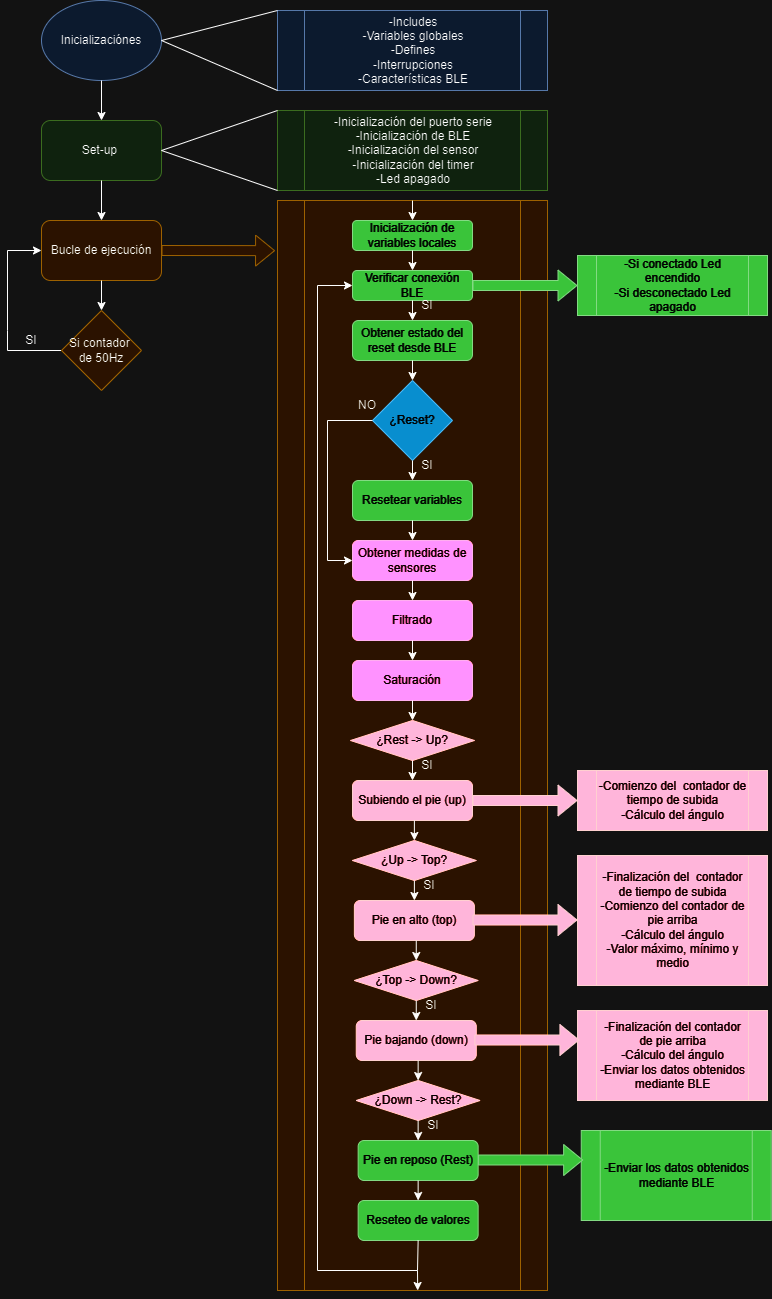 Inicializaciónes
-Includes
-Variables globales
-Defines
-Interrupciones
-Características BLE
Set-up
-Inicialización del puerto serie
-Inicialización de BLE
-Inicialización del sensor
-Inicialización del timer
-Led apagado
Bucle de ejecución
SI
Si contador
de 50Hz
Inicialización de
variables locales
Verificar conexión
BLE
-Si conectado Led
encendido
-Si desconectado Led
apagado
SI
Obtener estado del
reset desde BLE
¿Reset?
NO
SI
Resetear variables
Obtener medidas de
sensores
Filtrado
Saturación
¿Rest -> Up?
SI
Subiendo el pie (up)
-Comienzo del contador de
tiempo de subida
-Cálculo del ángulo
¿Up -> Top?
SI
Pie en alto (top)
-Finalización del contador
de tiempo de subida
-Comienzo del contador de
pie arriba
-Cálculo del ángulo
-Valor máximo, mínimo y
medio
¿Top -> Down?
SI
Pie bajando (down)
-Finalización del contador
de pie arriba
-Cálculo del ángulo
-Enviar los datos obtenidos
mediante BLE
¿Down -> Rest?
SI
Pie en reposo (Rest)
-Enviar los datos obtenidos
mediante BLE
Reseteo de valores